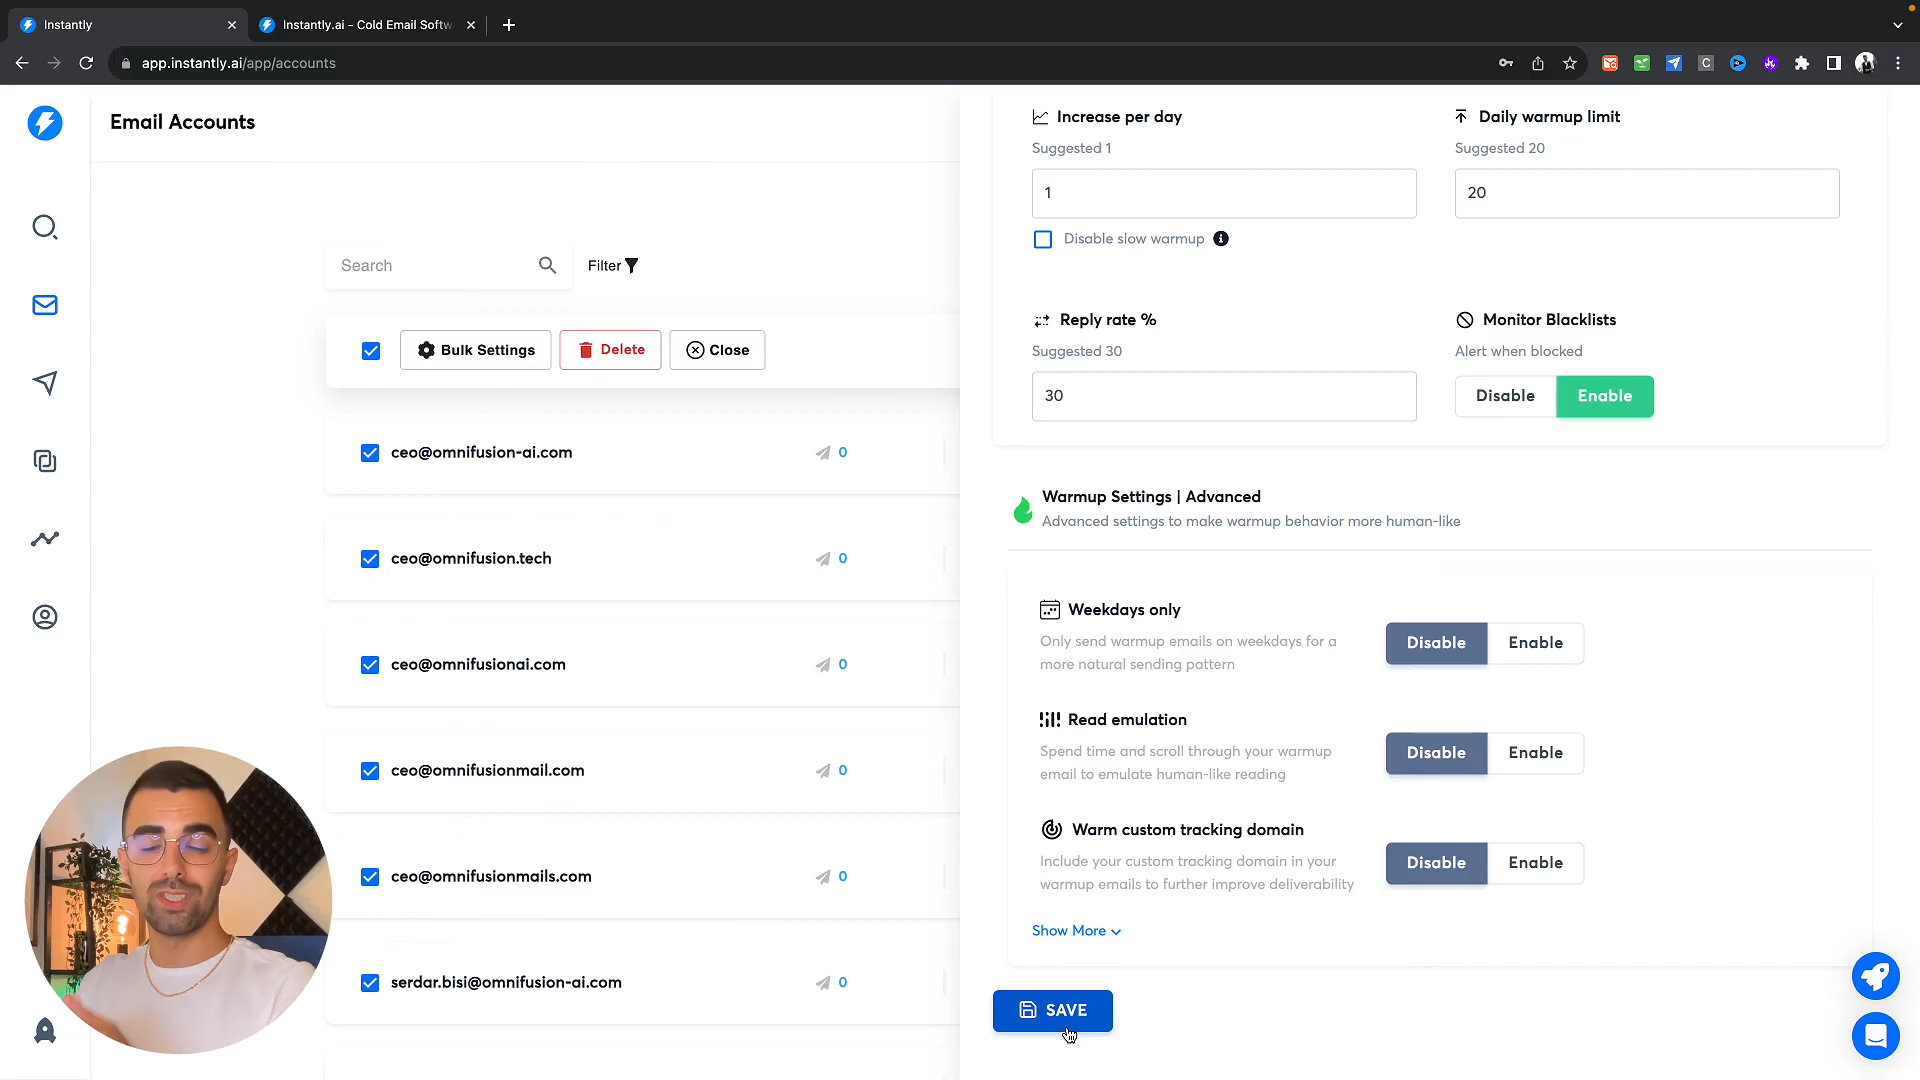 Instantly
Instantly.ai - Cold Email Softw
app.instantly.ai/app/accounts
C
Email Accounts
Search
Filter
Bulk Settings
Delete
Close
ceo@omnifusion-ai.com
0
ceo@omnifusion.tech
0
ceo@omnifusionai.com
0
ceo@omnifusionmail.com
0
ceo@omnifusionmails.com
0
serdar.bisi@omnifusion-ai.com
0
Increase per day
Suggested 1
1
Disable slow warmup
Daily warmup limit
Suggested 20
20
Reply rate %
Suggested 30
30
Monitor Blacklists
Alert when blocked
Disable
Enable
Warmup Settings | Advanced
Advanced settings to make warmup behavior more human-like
Weekdays only
Only send warmup emails on weekdays for a
more natural sending pattern
Disable
Enable
Read emulation
Spend time and scroll through your warmup
email to emulate human-like reading
Disable
Enable
Warm custom tracking domain
Include your custom tracking domain in your
warmup emails to further improve deliverability
Disable
Enable
Show More
SAVE